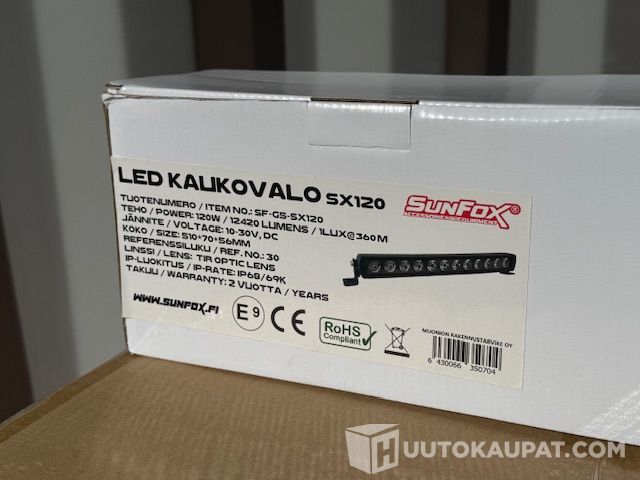 LED KAUKOVALO SX120
SUNFOX®
ACCESSORIES&EQUIPMENT
TUOTENUMERO / ITEM NO.: SF-GS-SX120
TEHO / POWER: 120W / 12420 LUMENS / 1LUX@360M
JÄNNITE / VOLTAGE: 10-30V, DC
KOKO / SIZE: 510*70*56MM
REFERENSSILUKU / REF. NO.: 30
LINSSI / LENS: TIR OPTIC LENS
IP-LUOKITUS / IP-RATE: IP68/69K
TAKUU / WARRANTY: 2 VUOTTA / YEARS
WWW.SUNFOX.FI
E9 CE
RoHS
Compliant
MUONION RAKENNUSTARVIKE OY
6 430066 350704
HUUTOKAUPAT.COM/